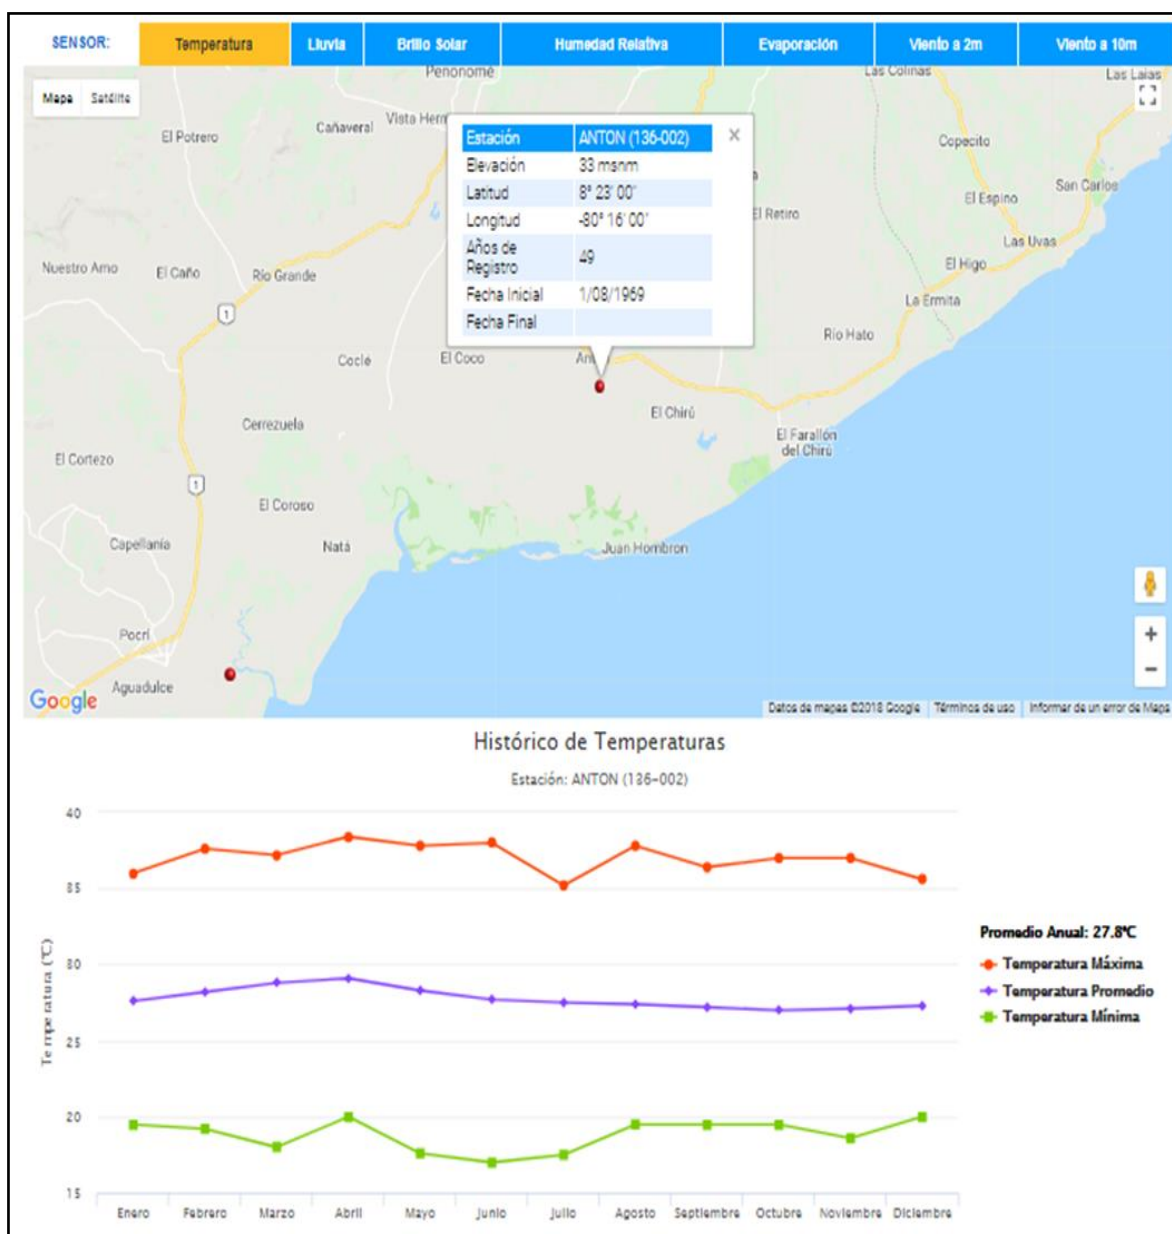 SENSOR: Temperatura Lluvia Brillo Solar Humedad Relativa Evaporación Viento a 2m Viento a 10m
Mapa Satélite
Penonomé
Las Colinas
Las Lajas
El Potrero
Cañaveral
Vista Herm
Copecito
San Carlos
El Espino
El Retiro
Las Uvas
El Higo
La Ermita
Nuestro Amo
El Caño
Río Grande
1
Estación ANTON (136-002)
Elevación 33 msnm
Latitud 8° 23' 00"
Longitud -80° 16' 00"
Años de
Registro
49
Fecha Inicial 1/08/1969
Fecha Final
Río Hato
Coclé
El Coco
El Chirú
Cerrezuela
El Farallón
del Chirú
El Cortezo
1
El Coroso
Capellanía
Natá
Juan Hombron
Pocrí
Aguadulce
Google
Datos de mapas ©2018 Google Términos de uso Informar de un error de Maps
Histórico de Temperaturas
Estación: ANTON (136-002)
40
35
30
25
20
15
Temperatura (°C)
Enero Febrero Marzo Abril Mayo Junio Julio Agosto Septiembre Octubre Noviembre Diciembre
Promedio Anual: 27.8°C
Temperatura Máxima
Temperatura Promedio
Temperatura Mínima